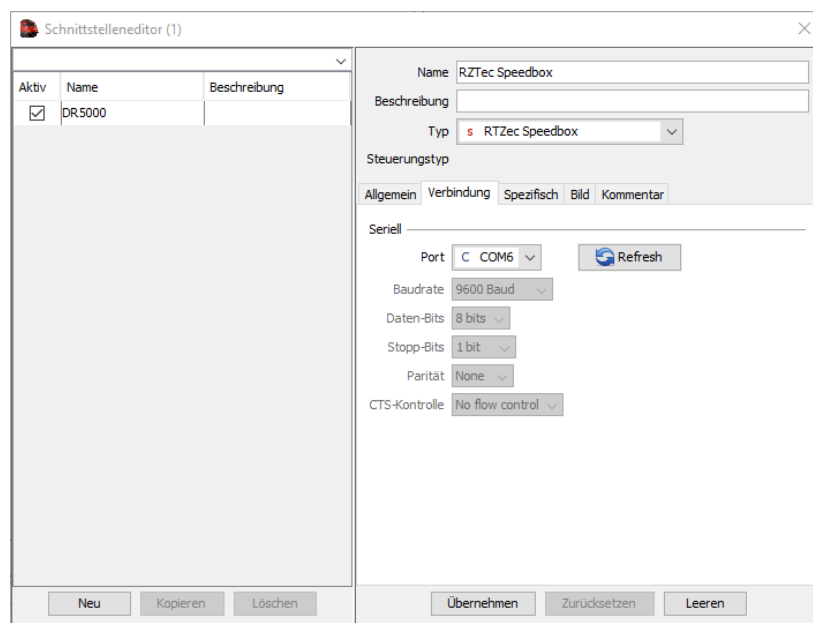 Schnittstelleneditor (1)
Aktiv Name Beschreibung
DR5000
Name RZTec Speedbox
Beschreibung
Typ s RTZec Speedbox
Steuerungstyp
Allgemein Verbindung Spezifisch Bild Kommentar
Seriell
Port C COM6 Refresh
Baudrate 9600 Baud
Daten-Bits 8 bits
Stopp-Bits 1 bit
Parität None
CTS-Kontrolle No flow control
Neu Kopieren Löschen
Übernehmen Zurücksetzen Leeren